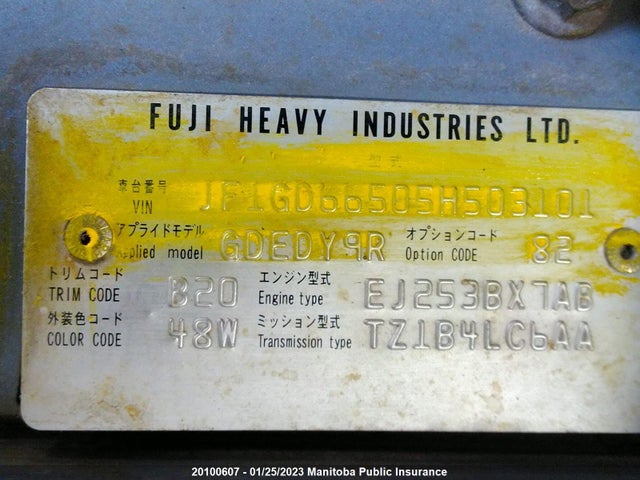 FUJI HEAVY INDUSTRIES LTD.
型式
車台番号
VIN JF1GD66505H503101
アプライドモデル オプションコード
Applied model GDEDY9R Option CODE 82
トリムコード エンジン型式
TRIM CODE B20 Engine type EJ253BX7AB
外装色コード ミッション型式
COLOR CODE 48W Transmission type TZ1B4LC6AA
20100607 - 01/25/2023 Manitoba Public Insurance